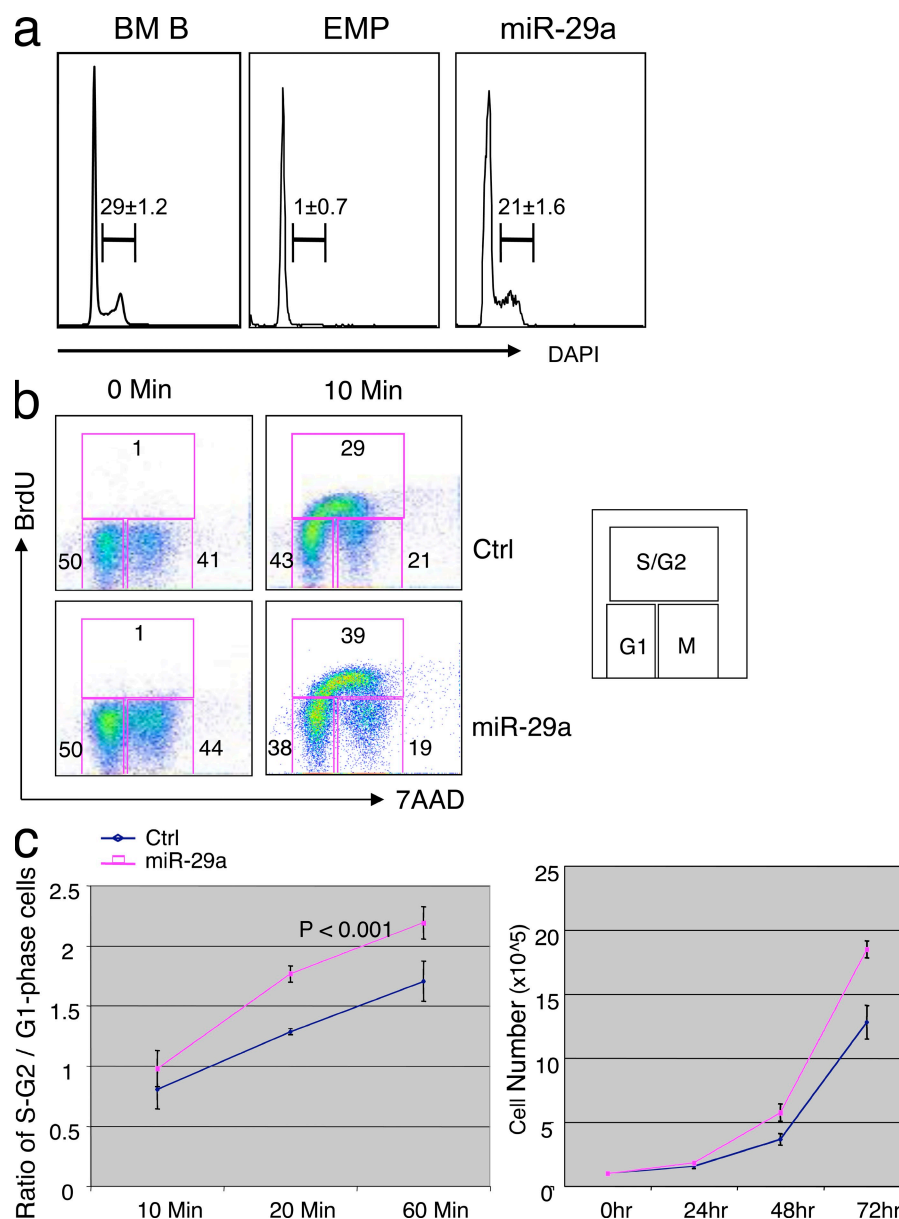 a
BM B
EMP
miR-29a
29±1.2
1±0.7
21±1.6
DAPI
b
0 Min
10 Min
BrdU
1
50
41
29
43
21
Ctrl
1
50
44
39
38
19
miR-29a
7AAD
S/G2
G1
M
c
Ctrl
miR-29a
Ratio of S-G2 / G1-phase cells
2.5
2
1.5
1
0.5
0
P < 0.001
10 Min
20 Min
60 Min
Cell Number (x10^5)
25
20
15
10
5
0
0hr
24hr
48hr
72hr